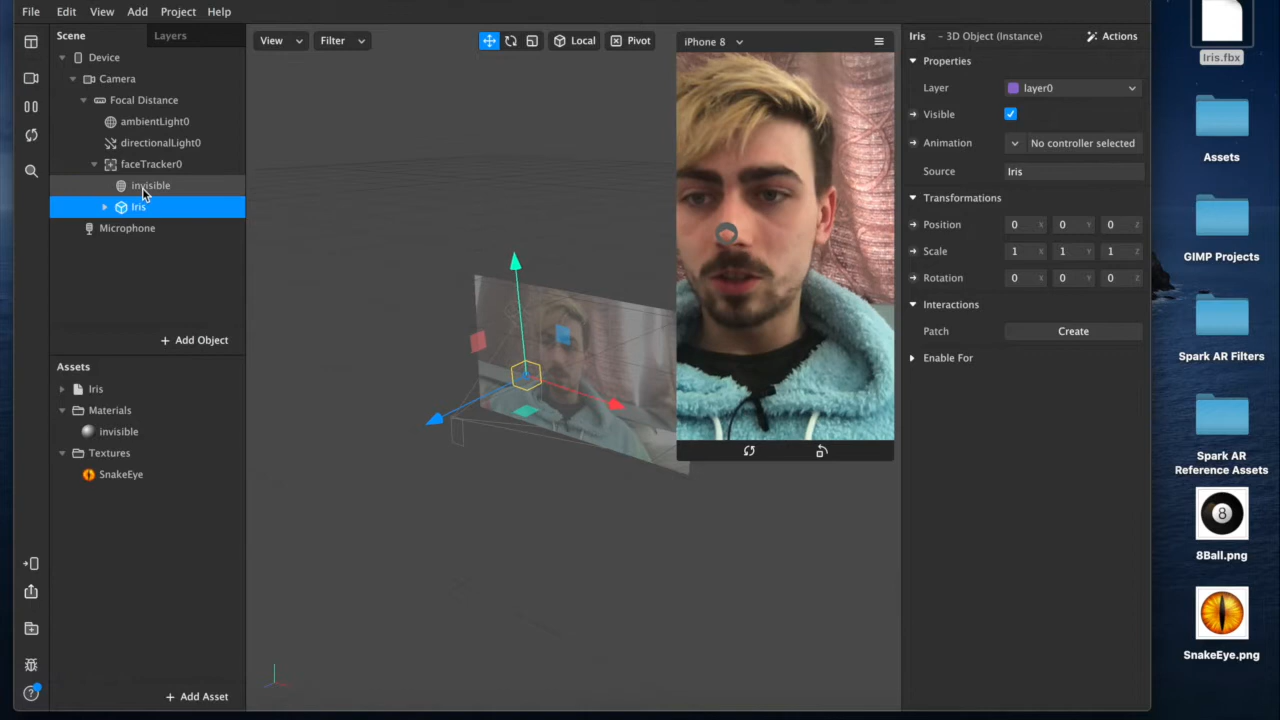 File Edit View Add Project Help
Scene Layers
Device
Camera
Focal Distance
ambientLight0
directionalLight0
faceTracker0
invisible
Iris
Microphone
+ Add Object
Assets
Iris
Materials
invisible
Textures
SnakeEye
+ Add Asset
View Filter Local Pivot
iPhone 8
Iris - 3D Object (Instance) Actions
Properties
Layer layer0
Visible
Animation No controller selected
Source Iris
Transformations
Position 0 X 0 Y 0 Z
Scale 1 X 1 Y 1 Z
Rotation 0 X 0 Y 0 Z
Interactions
Patch Create
Enable For
Iris.fbx
Assets
GIMP Projects
Spark AR Filters
Spark AR
Reference Assets
8
8Ball.png
SnakeEye.png